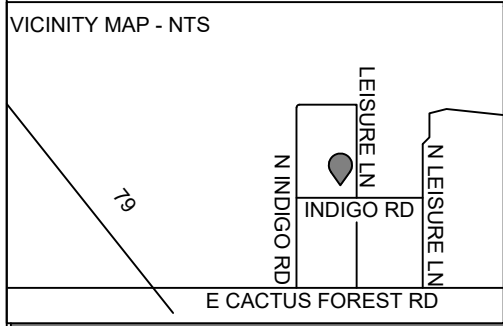 VICINITY MAP - NTS
LEISURE LN
N INDIGO RD
N LEISURE LN
79
INDIGO RD
E CACTUS FOREST RD